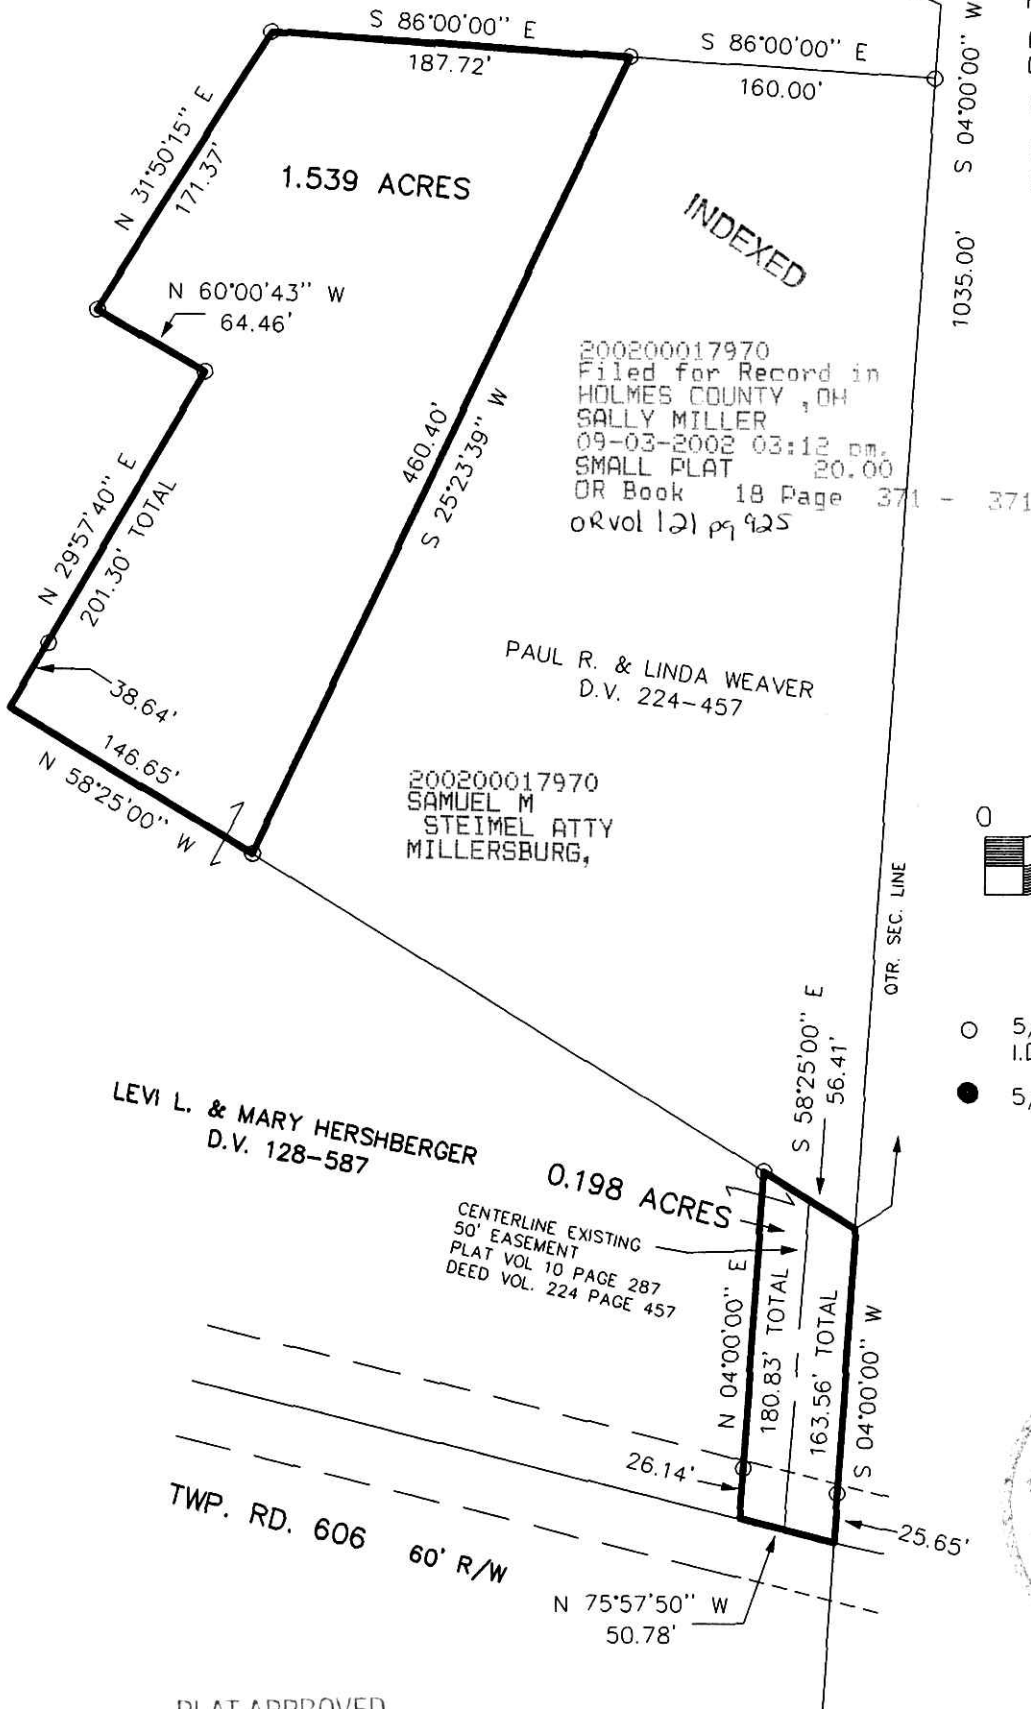 S 86°00'00" E
187.72'
S 86°00'00" E
160.00'
S 04°00'00" W
1035.00'
N 31°50'15" E
171.37'
1.539 ACRES
INDEXED
N 60°00'43" W
64.46'
200200017970
Filed for Record in
HOLMES COUNTY ,OH
SALLY MILLER
09-03-2002 03:12 pm.
SMALL PLAT 20.00
OR Book 18 Page 371 - 371
ORVol 121 pg 925
460.40'
S 25°23'39" W
N 29°57'40" E
201.30' TOTAL
38.64'
146.65'
N 58°25'00" W
PAUL R. & LINDA WEAVER
D.V. 224-457
200200017970
SAMUEL M
STEIMEL ATTY
MILLERSBURG,
0
QTR. SEC. LINE
S 58°25'00" E
56.41'
5/
I.D
5/
LEVI L. & MARY HERSHBERGER
D.V. 128-587
0.198 ACRES
CENTERLINE EXISTING
50' EASEMENT
PLAT VOL 10 PAGE 287
DEED VOL. 224 PAGE 457
N 04°00'00" E
180.83' TOTAL
163.56' TOTAL
S 04°00'00" W
26.14'
25.65'
TWP. RD. 606 60' R/W
N 75°57'50" W
50.78'
PLAT APPROVED